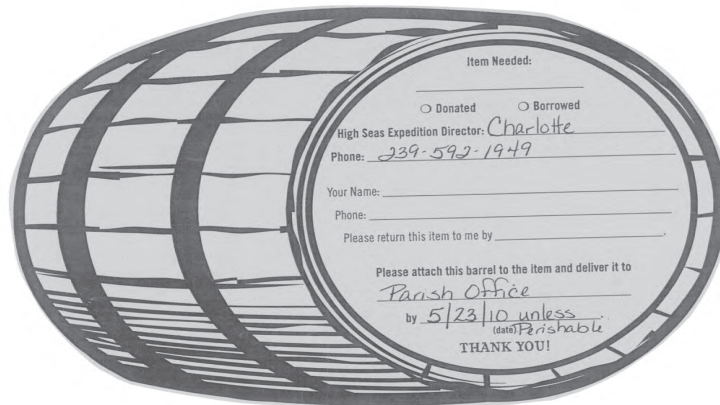 Item Needed:
○ Donated ○ Borrowed
High Seas Expedition Director: Charlotte
Phone: 239-592-1949
Your Name:
Phone:
Please return this item to me by .
Please attach this barrel to the item and deliver it to
Parish Office
by 5/23/10 unless .
(date) Perishable
THANK YOU!